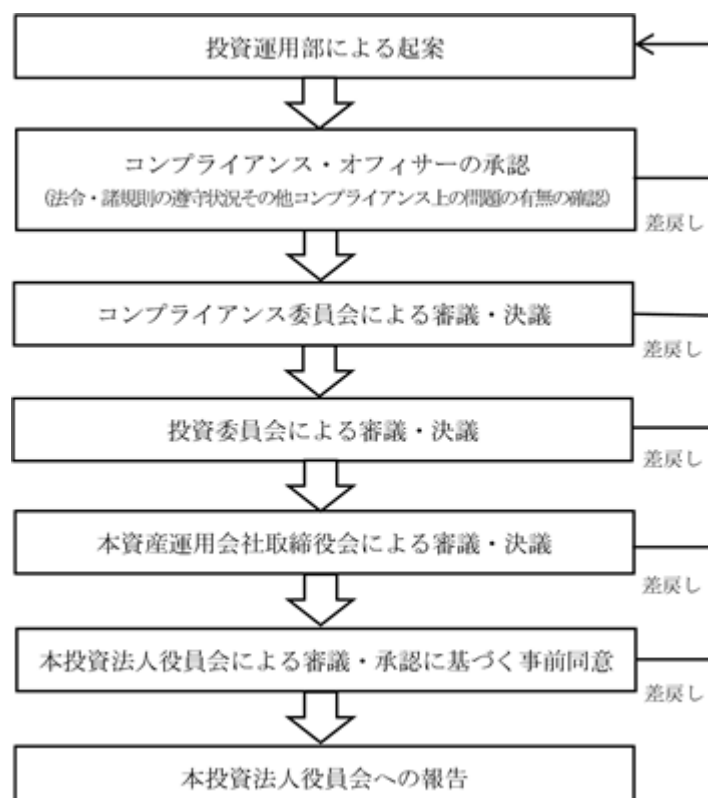 投資運用部による起案
コンプライアンス・オフィサーの承認
(法令・諸規則の遵守状況その他コンプライアンス上の問題の有無の確認)
差戻し
コンプライアンス委員会による審議・決議
差戻し
投資委員会による審議・決議
差戻し
本資産運用会社取締役会による審議・決議
差戻し
本投資法人役員会による審議・承認に基づく事前同意
差戻し
本投資法人役員会への報告